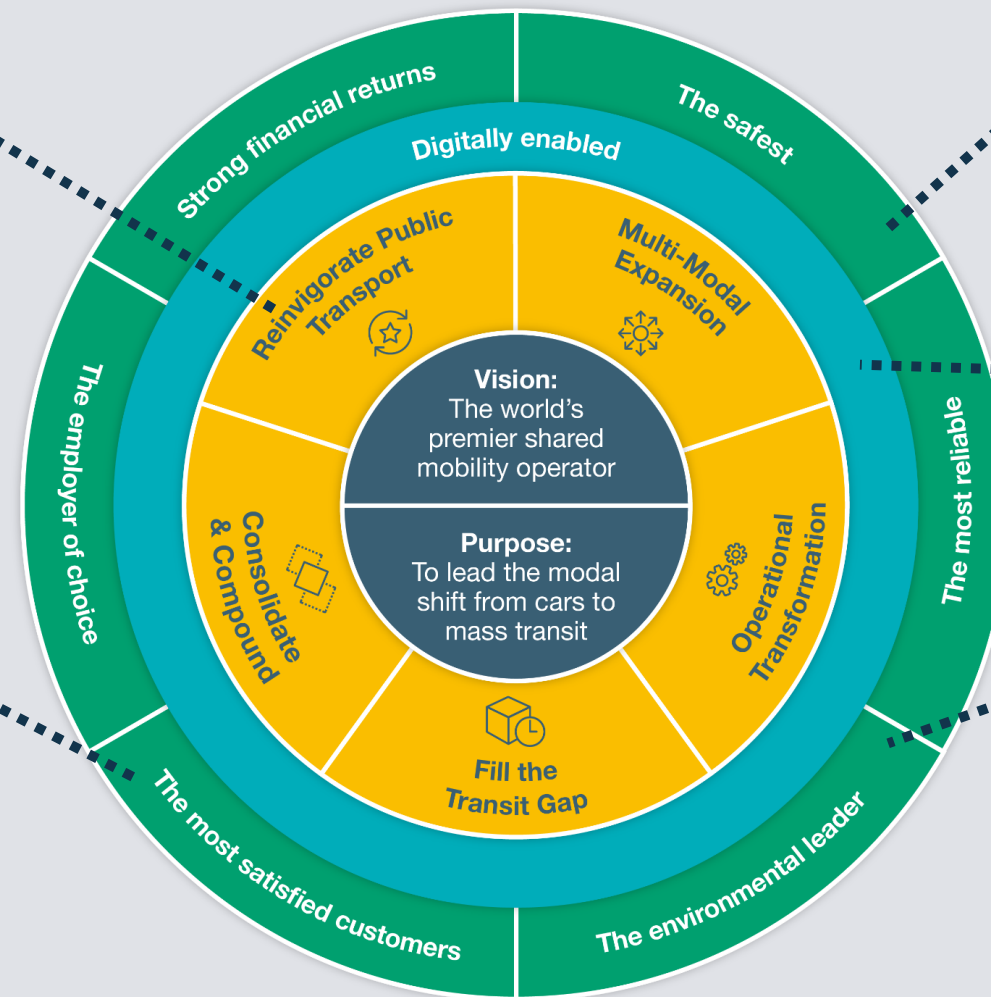 Strong financial returns
The safest
Digitally enabled
Reinvigorate Public
Transport
Multi-Modal
Expansion
Vision:
The world’s
premier shared
mobility operator
The employer of choice
The most reliable
Consolidate
& Compound
Purpose:
To lead the modal
shift from cars to
mass transit
Operational
Transformation
Fill the
Transit Gap
The most satisfied customers
The environmental leader